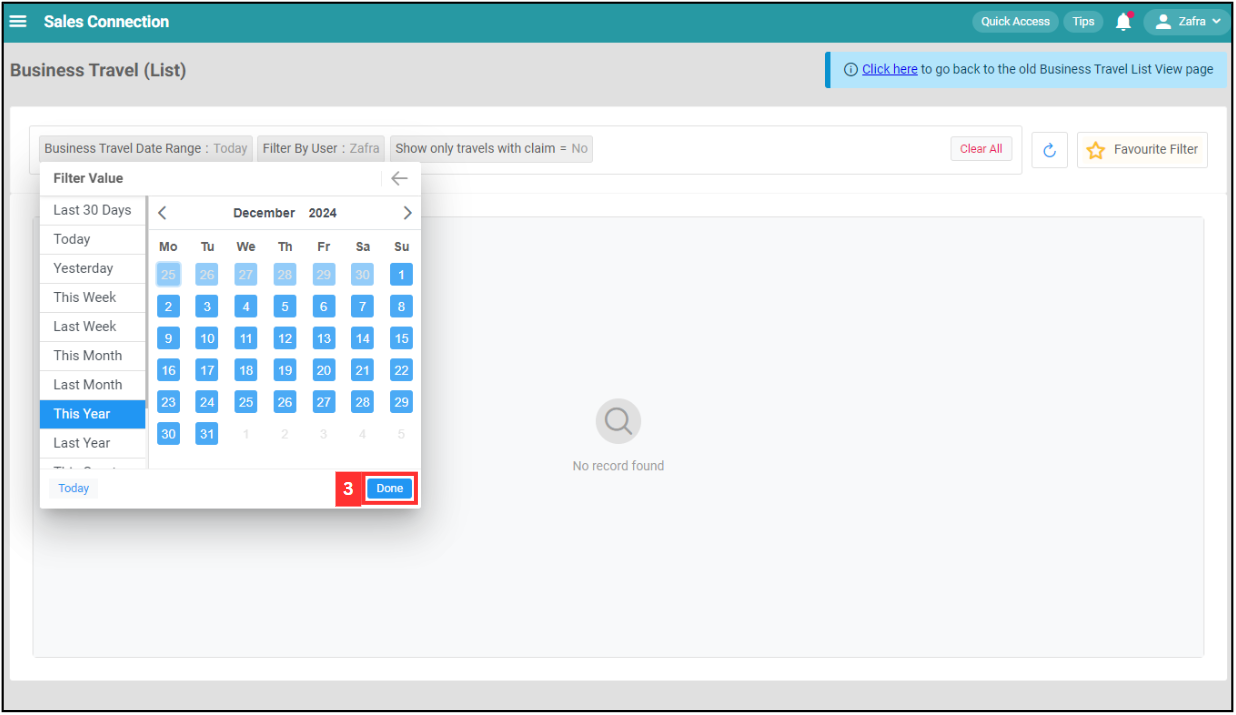 Sales Connection
Quick Access
Tips
Zafra
Business Travel (List)
Click here to go back to the old Business Travel List View page
Business Travel Date Range : Today
Filter By User : Zafra
Show only travels with claim = No
Clear All
Favourite Filter
Filter Value
Last 30 Days
Today
Yesterday
This Week
Last Week
This Month
Last Month
This Year
Last Year
December 2024
Mo Tu We Th Fr Sa Su
25 26 27 28 29 30 1
2 3 4 5 6 7 8
9 10 11 12 13 14 15
16 17 18 19 20 21 22
23 24 25 26 27 28 29
30 31 1 2 3 4 5
Today
3
Done
No record found